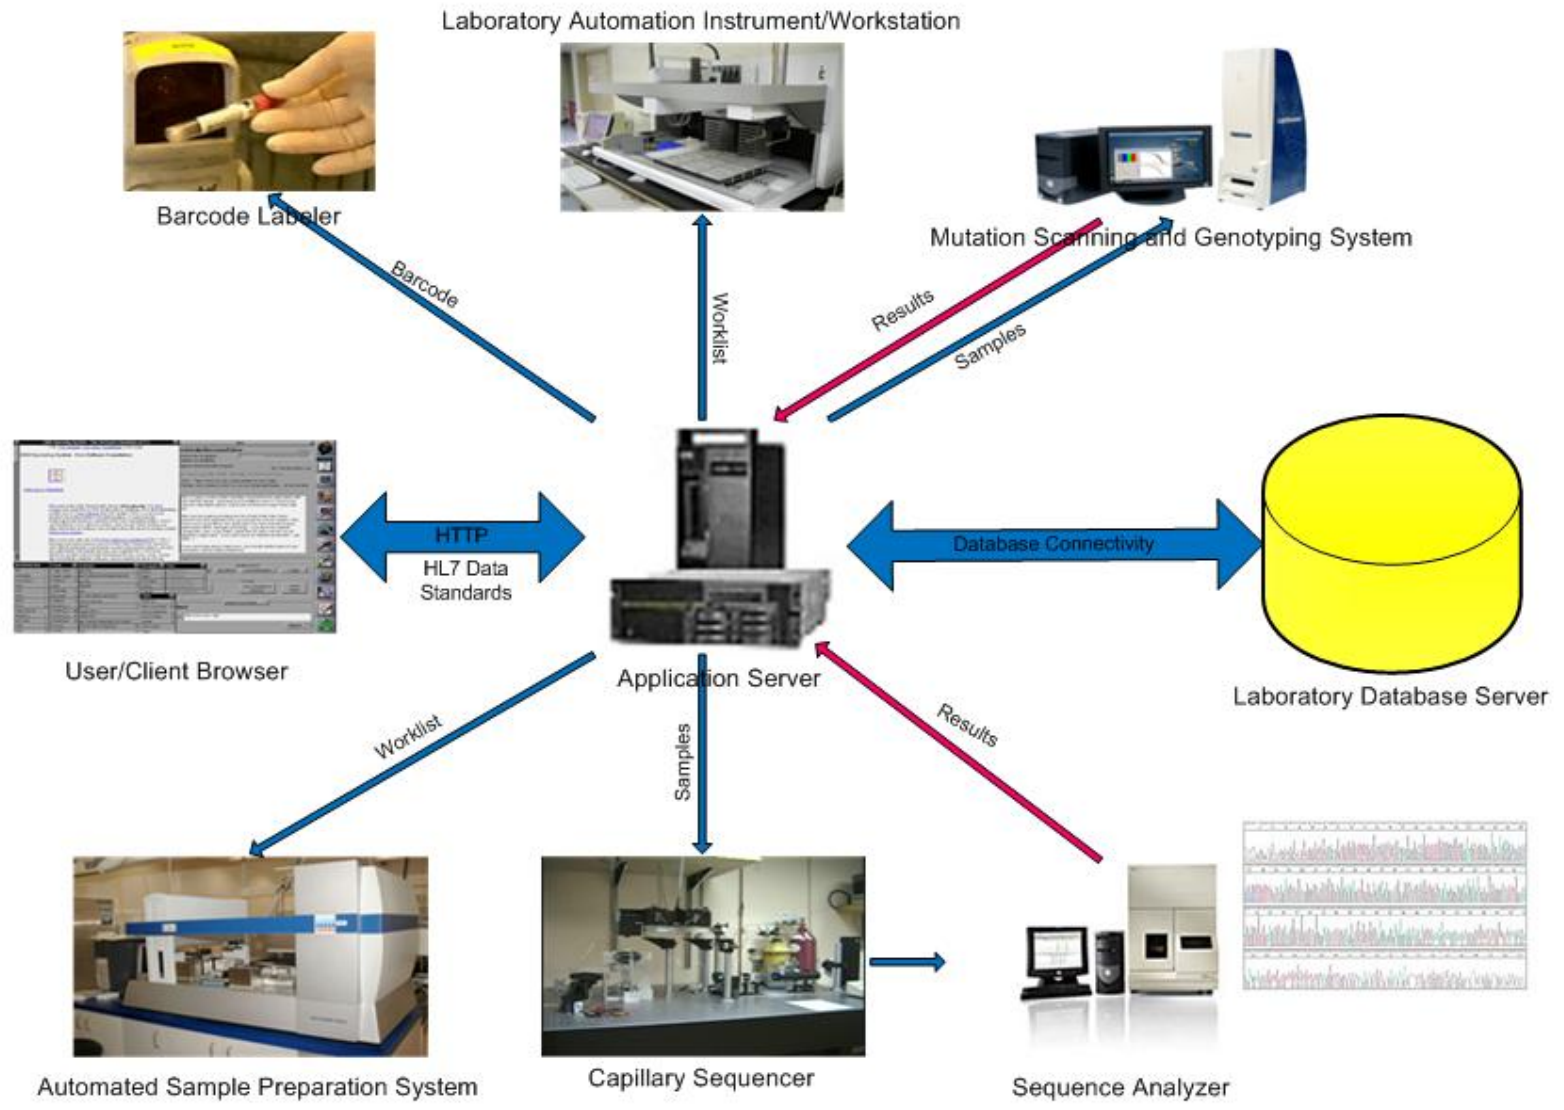 Laboratory Automation Instrument/Workstation
Barcode Labeler
Mutation Scanning and Genotyping System
Barcode
Worklist
Results
Samples
HTTP
HL7 Data
Standards
Database Connectivity
User/Client Browser
Application Server
Laboratory Database Server
Worklist
Samples
Results
Automated Sample Preparation System
Capillary Sequencer
Sequence Analyzer